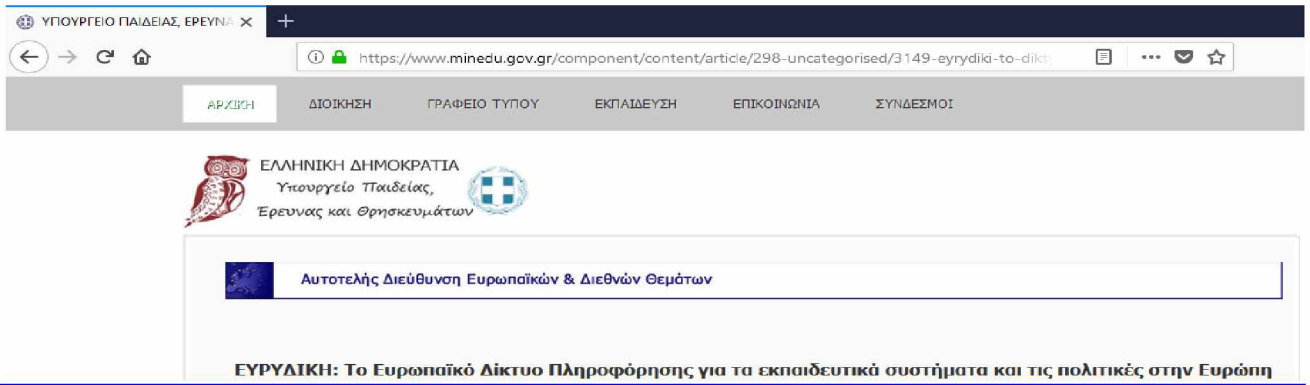 ΥΠΟΥΡΓΕΙΟ ΠΑΙΔΕΙΑΣ, ΕΡΕΥΝΑ
https://www.minedu.gov.gr/component/content/article/298-uncategorised/3149-eyrydiki-to-dikt
ΑΡΧΙΚΗ ΔΙΟΙΚΗΣΗ ΓΡΑΦΕΙΟ ΤΥΠΟΥ ΕΚΠΑΙΔΕΥΣΗ ΕΠΙΚΟΙΝΩΝΙΑ ΣΥΝΔΕΣΜΟΙ
ΕΛΛΗΝΙΚΗ ΔΗΜΟΚΡΑΤΙΑ
Υπουργείο Παιδείας,
Έρευνας και Θρησκευμάτων
Αυτοτελής Διεύθυνση Ευρωπαϊκών & Διεθνών Θεμάτων
ΕΥΡΥΔΙΚΗ: Το Ευρωπαϊκό Δίκτυο Πληροφόρησης για τα εκπαιδευτικά συστήματα και τις πολιτικές στην Ευρώπη